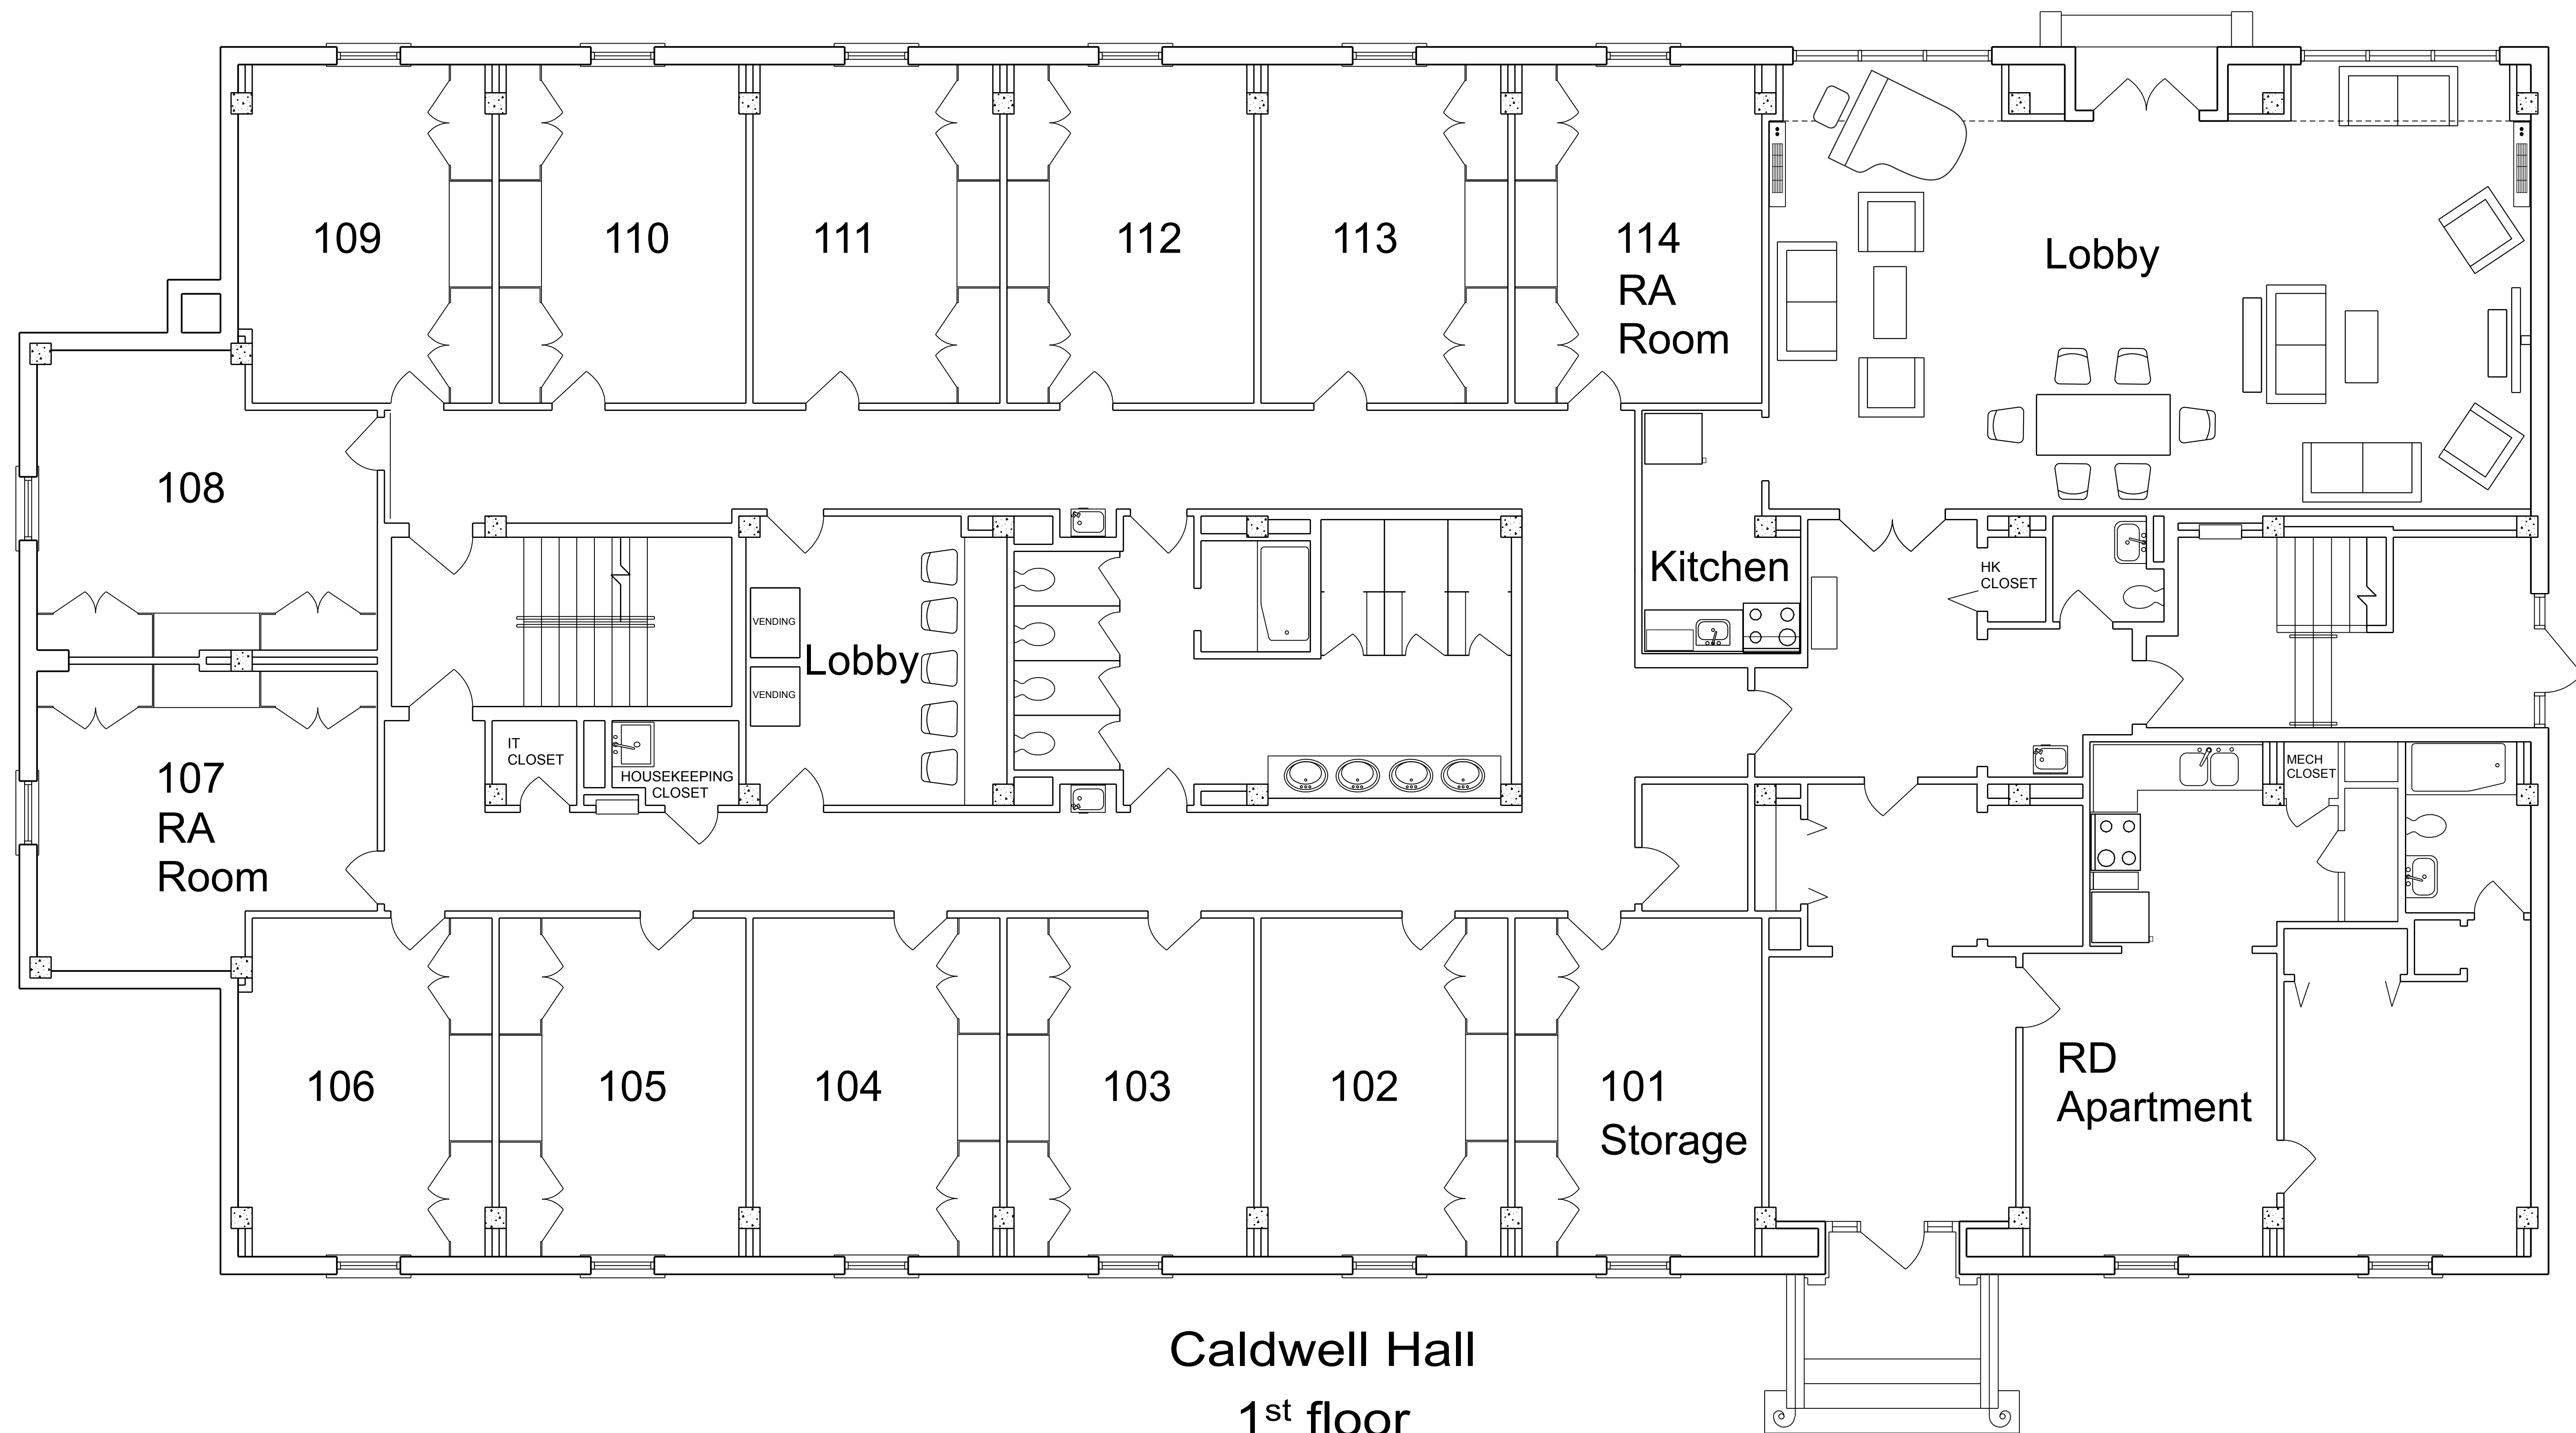 109
110
111
112
113
114
RA
Room
Lobby
108
Kitchen
HK
CLOSET
VENDING
Lobby
VENDING
IT
CLOSET
HOUSEKEEPING
CLOSET
MECH
CLOSET
107
RA
Room
106
105
104
103
102
101
Storage
RD
Apartment
Caldwell Hall
1st floor